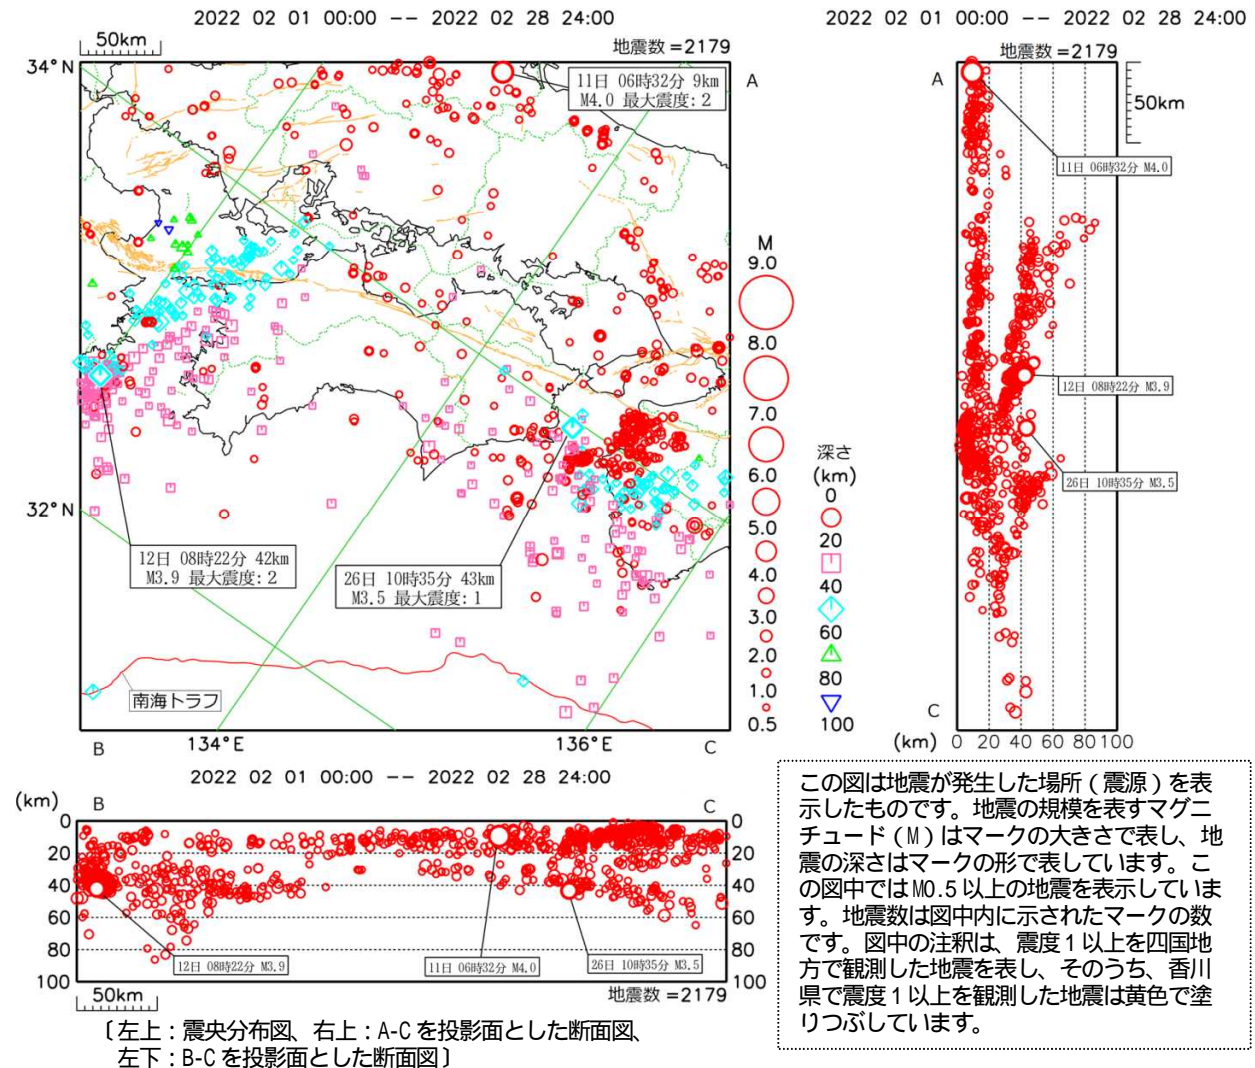 2022 02 01 00:00 -- 2022 02 28 24:00
50km
地震数=2179
34°N
32°N
134°E
136°E
A
B
C
11日 06時32分 9km
M4.0 最大震度:2
12日 08時22分 42km
M3.9 最大震度:2
26日 10時35分 43km
M3.5 最大震度:1
南海トラフ
M
9.0
8.0
7.0
6.0
5.0
4.0
3.0
2.0
1.0
0.5
深さ
(km)
0
20
40
60
80
100
2022 02 01 00:00 -- 2022 02 28 24:00
地震数=2179
A
50km
11日 06時32分 M4.0
12日 08時22分 M3.9
26日 10時35分 M3.5
C
(km) 0 20 40 60 80 100
2022 02 01 00:00 -- 2022 02 28 24:00
(km) B C
0 0
20 20
40 40
60 60
80 80
100 100
12日 08時22分 M3.9
11日 06時32分 M4.0
26日 10時35分 M3.5
50km
地震数=2179
〔左上:震央分布図、右上:A-Cを投影面とした断面図、
左下:B-Cを投影面とした断面図〕
この図は地震が発生した場所(震源)を表
示したものです。地震の規模を表すマグニ
チュード(M)はマークの大きさで表し、地
震の深さはマークの形で表しています。こ
の図中ではM0.5以上の地震を表示していま
す。地震数は図中内に示されたマークの数
です。図中の注釈は、震度1以上を四国地
方で観測した地震を表し、そのうち、香川
県で震度1以上を観測した地震は黄色で塗
りつぶしています。